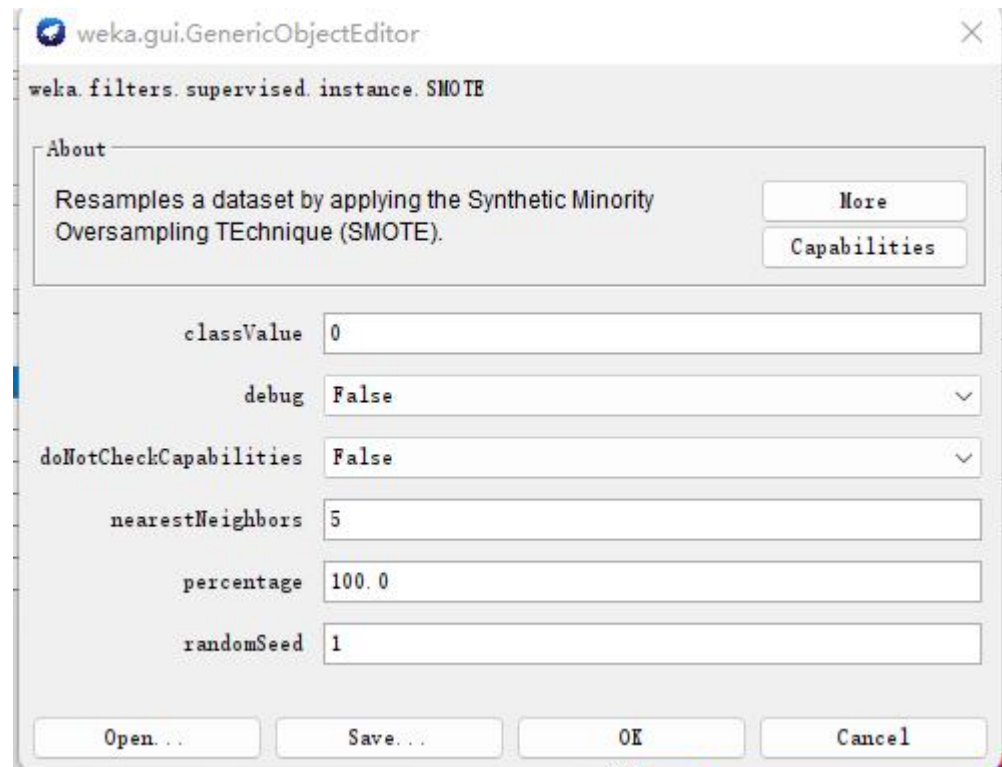 weka.gui.GenericObjectEditor
weka.filters.supervised.instance.SMOTE
About
Resamples a dataset by applying the Synthetic Minority
Oversampling TEchnique (SMOTE).
More
Capabilities
classValue 0
debug False
doNotCheckCapabilities False
nearestNeighbors 5
percentage 100.0
randomSeed 1
Open... Save... OK Cancel